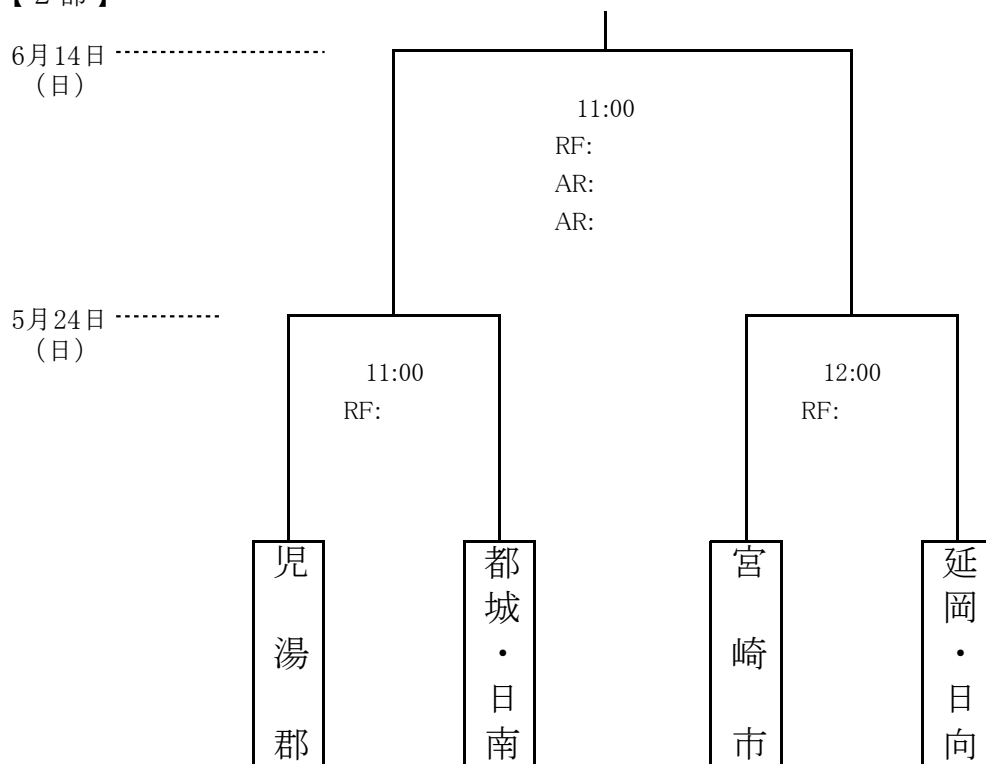 【 2 部 】
6月14日
(日)
11:00
RF:
AR:
AR:
5月24日
(日)
11:00
RF:
12:00
RF:
児湯郡
都城・日南
宮崎市
延岡・日向